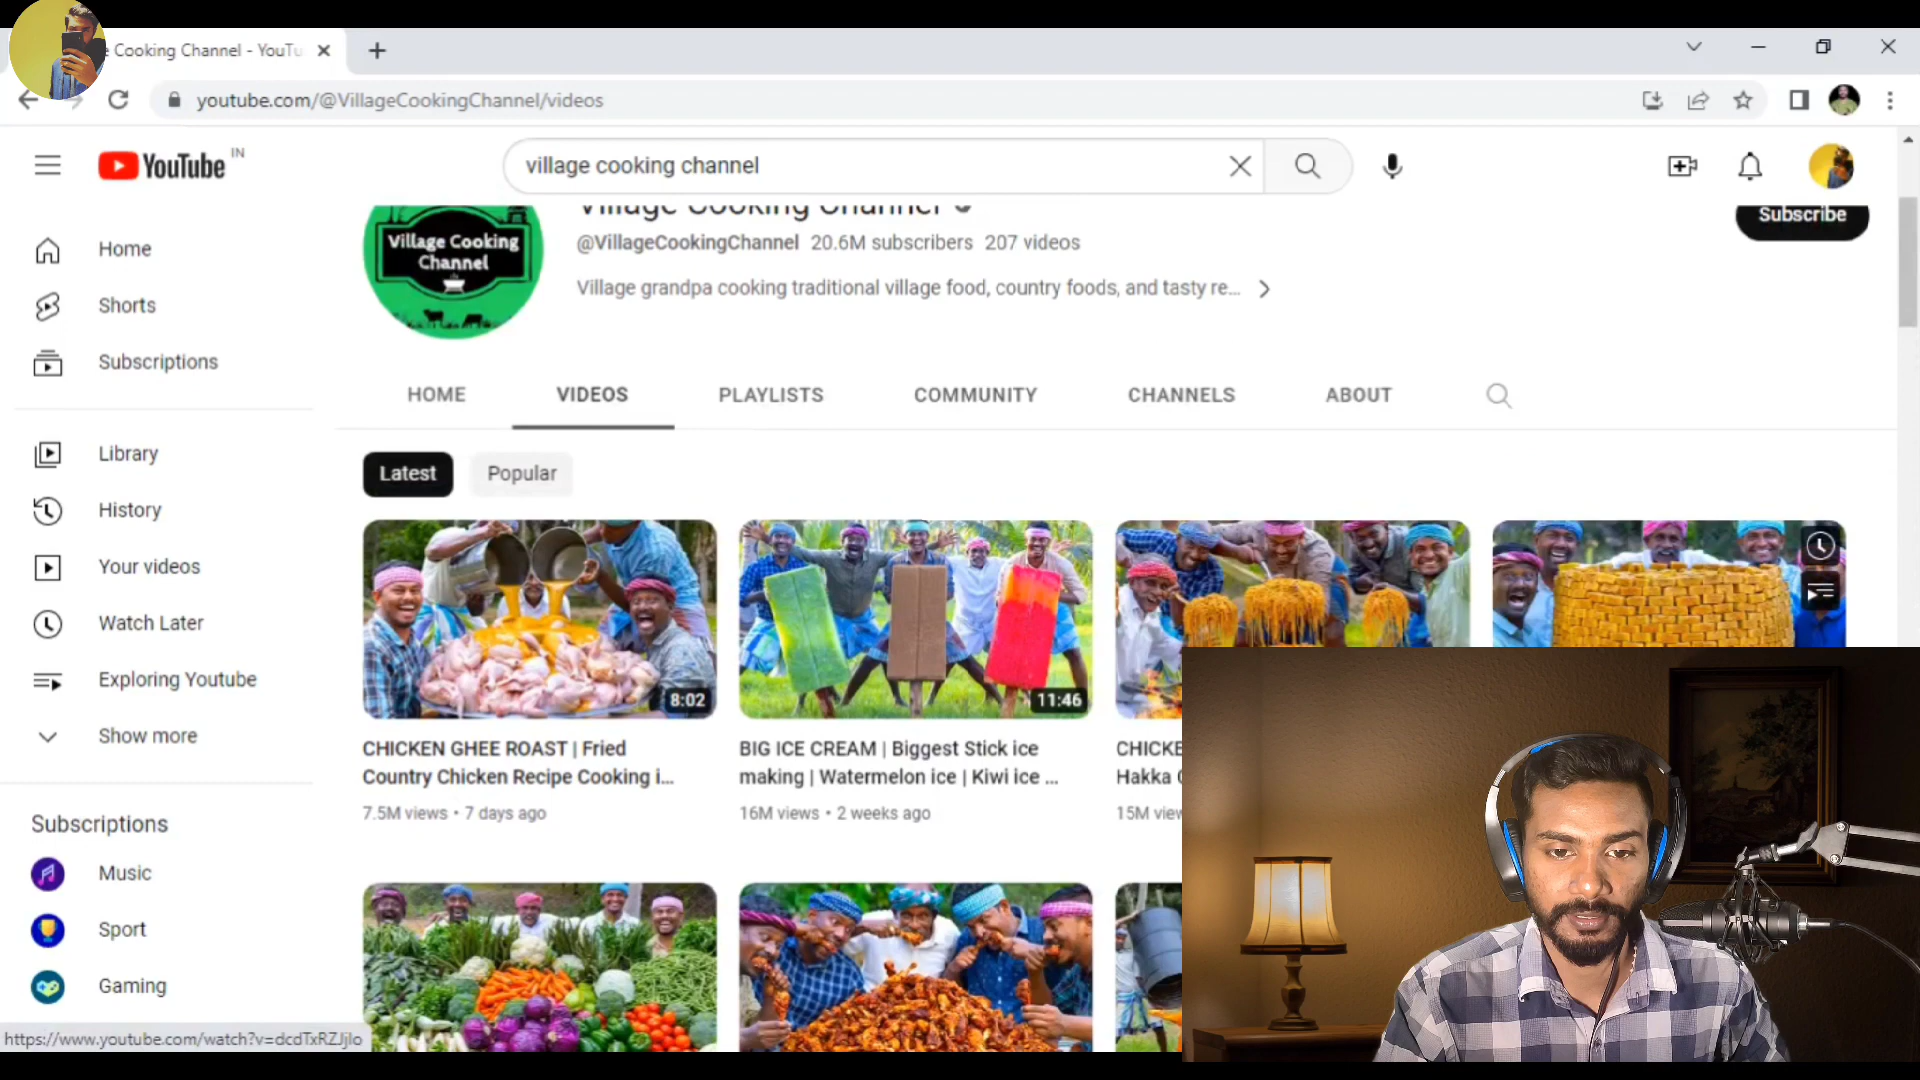 Cooking Channel - YouTu
youtube.com/@VillageCookingChannel/videos
YouTube IN
village cooking channel
Home
Shorts
Subscriptions
Library
History
Your videos
Watch Later
Exploring Youtube
Show more
Subscriptions
Music
Sport
Gaming
https://www.youtube.com/watch?v=dcdTxRZJjlo
Village Cooking
Channel
Village Cooking Channel
@VillageCookingChannel 20.6M subscribers 207 videos
Village grandpa cooking traditional village food, country foods, and tasty re...
Subscribe
HOME VIDEOS PLAYLISTS COMMUNITY CHANNELS ABOUT
Latest Popular
8:02
CHICKEN GHEE ROAST | Fried
Country Chicken Recipe Cooking i...
7.5M views • 7 days ago
11:46
BIG ICE CREAM | Biggest Stick ice
making | Watermelon ice | Kiwi ice ...
16M views • 2 weeks ago
CHICKE
Hakka
15M view